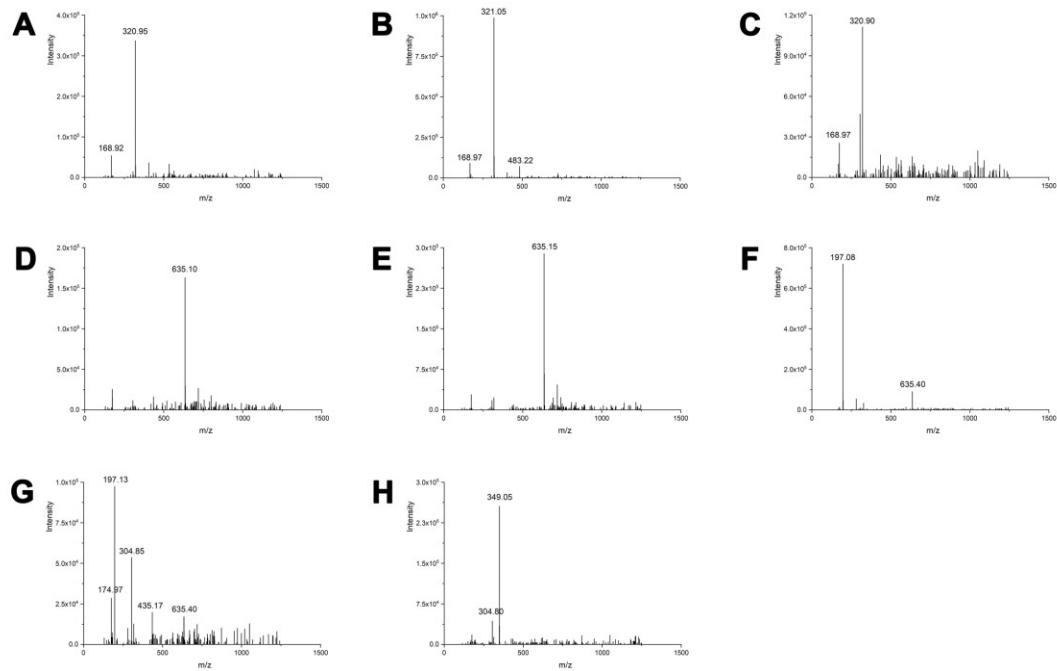 A
B
C
4.0x10⁵
320.95
3.0x10⁵
2.0x10⁵
1.0x10⁵
168.92
0.0
Intensity
0
500
1000
1500
m/z
1.0x10⁶
321.05
7.5x10⁵
5.0x10⁵
2.5x10⁵
168.97
483.22
0.0
Intensity
0
500
1000
1500
m/z
1.2x10⁵
320.90
9.0x10⁴
6.0x10⁴
3.0x10⁴
168.97
0.0
Intensity
0
500
1000
1500
m/z
D
E
F
2.0x10⁵
635.10
1.5x10⁵
1.0x10⁵
5.0x10⁴
0.0
Intensity
0
500
1000
1500
m/z
3.0x10⁵
635.15
2.3x10⁵
1.5x10⁵
7.5x10⁴
0.0
Intensity
0
500
1000
1500
m/z
8.0x10⁵
197.08
6.0x10⁵
4.0x10⁵
2.0x10⁵
635.40
0.0
Intensity
0
500
1000
1500
m/z
G
H
1.0x10⁵
197.13
7.5x10⁴
304.85
5.0x10⁴
174.97
2.5x10⁴
435.17
635.40
0.0
Intensity
0
500
1000
1500
m/z
3.0x10⁵
349.05
2.3x10⁵
1.5x10⁵
7.5x10⁴
304.80
0.0
Intensity
0
500
1000
1500
m/z